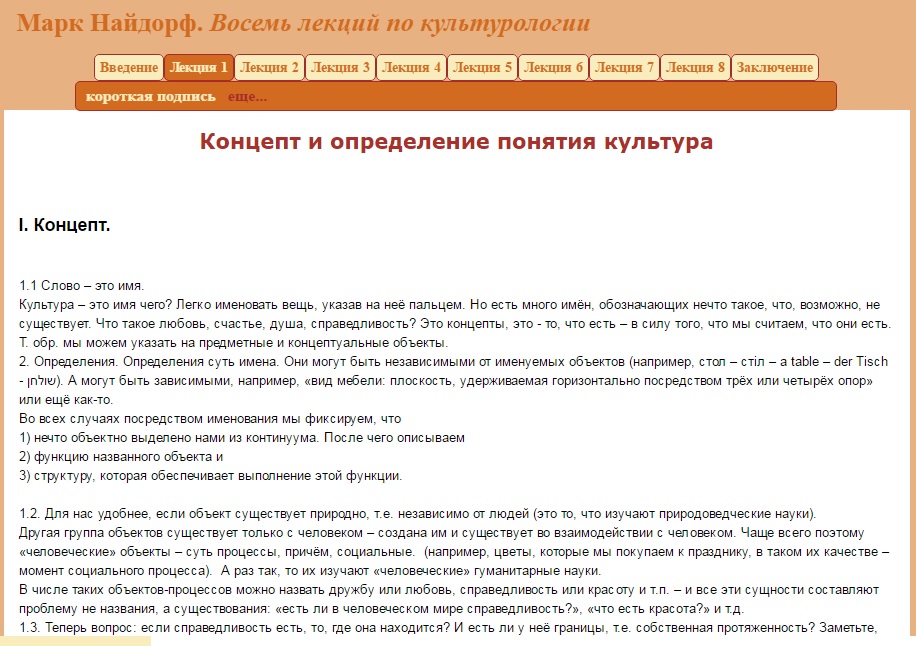 Марк Найдорф. Восемь лекций по культурологии
Введение Лекция 1 Лекция 2 Лекция 3 Лекция 4 Лекция 5 Лекция 6 Лекция 7 Лекция 8 Заключение
короткая подпись еще...
Концепт и определение понятия культура
I. Концепт.
1.1 Слово – это имя.
Культура – это имя чего? Легко именовать вещь, указав на неё пальцем. Но есть много имён, обозначающих нечто такое, что, возможно, не
существует. Что такое любовь, счастье, душа, справедливость? Это концепты, это - то, что есть – в силу того, что мы считаем, что они есть.
Т. обр. мы можем указать на предметные и концептуальные объекты.
2. Определения. Определения суть имена. Они могут быть независимыми от именуемых объектов (например, стол – стіл – a table – der Tisch
- שולחן). А могут быть зависимыми, например, «вид мебели: плоскость, удерживаемая горизонтально посредством трёх или четырёх опор»
или ещё как-то.
Во всех случаях посредством именования мы фиксируем, что
1) нечто объектно выделено нами из континуума. После чего описываем
2) функцию названного объекта и
3) структуру, которая обеспечивает выполнение этой функции.
1.2. Для нас удобнее, если объект существует природно, т.е. независимо от людей (это то, что изучают природоведческие науки).
Другая группа объектов существует только с человеком – создана им и существует во взаимодействии с человеком. Чаще всего поэтому
«человеческие» объекты – суть процессы, причём, социальные. (например, цветы, которые мы покупаем к празднику, в таком их качестве –
момент социального процесса). А раз так, то их изучают «человеческие» гуманитарные науки.
В числе таких объектов-процессов можно назвать дружбу или любовь, справедливость или красоту и т.п. – и все эти сущности составляют
проблему не названия, а существования: «есть ли в человеческом мире справедливость?», «что есть красота?» и т.д.
1.3. Теперь вопрос: если справедливость есть, то, где она находится? И есть ли у неё границы, т.е. собственная протяженность? Заметьте,